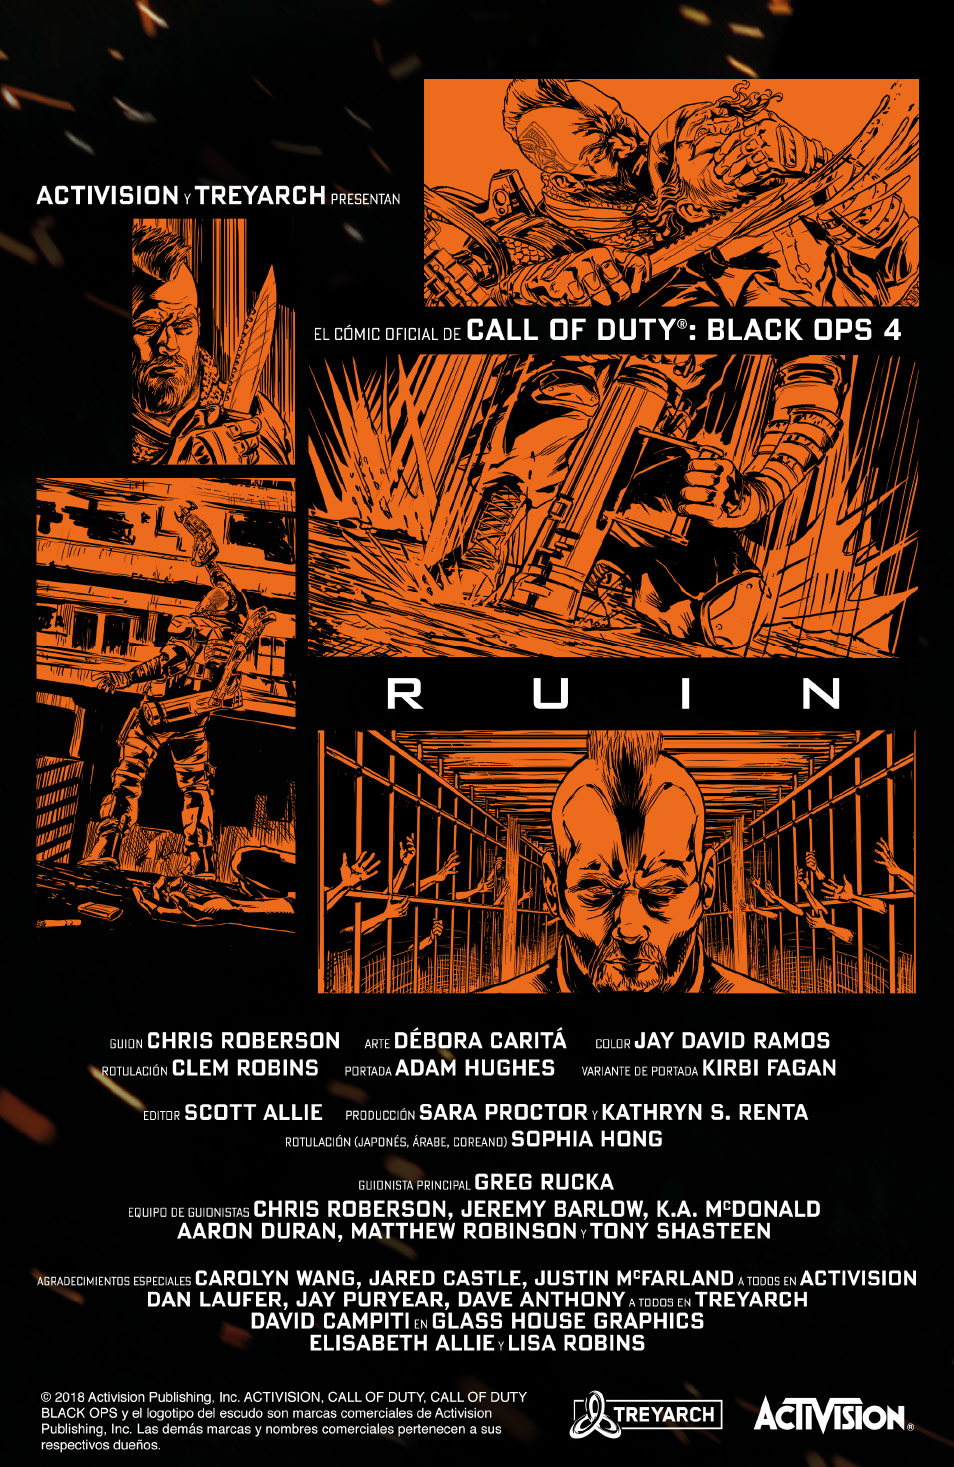 ACTIVISION Y TREYARCH PRESENTAN
EL CÓMIC OFICIAL DE CALL OF DUTY®: BLACK OPS 4
RUIN
GUION CHRIS ROBERSON ARTE DÉBORA CARITÁ COLOR JAY DAVID RAMOS
ROTULACIÓN CLEM ROBINS PORTADA ADAM HUGHES VARIANTE DE PORTADA KIRBI FAGAN
EDITOR SCOTT ALLIE PRODUCCIÓN SARA PROCTOR Y KATHRYN S. RENTA
ROTULACIÓN (JAPONÉS, ÁRABE, COREANO) SOPHIA HONG
GUIONISTA PRINCIPAL GREG RUCKA
EQUIPO DE GUIONISTAS CHRIS ROBERSON, JEREMY BARLOW, K.A. McDONALD
AARON DURAN, MATTHEW ROBINSON Y TONY SHASTEEN
AGRADECIMIENTOS ESPECIALES CAROLYN WANG, JARED CASTLE, JUSTIN McFARLAND A TODOS EN ACTIVISION
DAN LAUFER, JAY PURYEAR, DAVE ANTHONY A TODOS EN TREYARCH
DAVID CAMPITI EN GLASS HOUSE GRAPHICS
ELISABETH ALLIE Y LISA ROBINS
© 2018 Activision Publishing, Inc. ACTIVISION, CALL OF DUTY, CALL OF DUTY
BLACK OPS y el logotipo del escudo son marcas comerciales de Activision
Publishing, Inc. Las demás marcas y nombres comerciales pertenecen a sus
respectivos dueños.
TREYARCH
ACTIVISION®